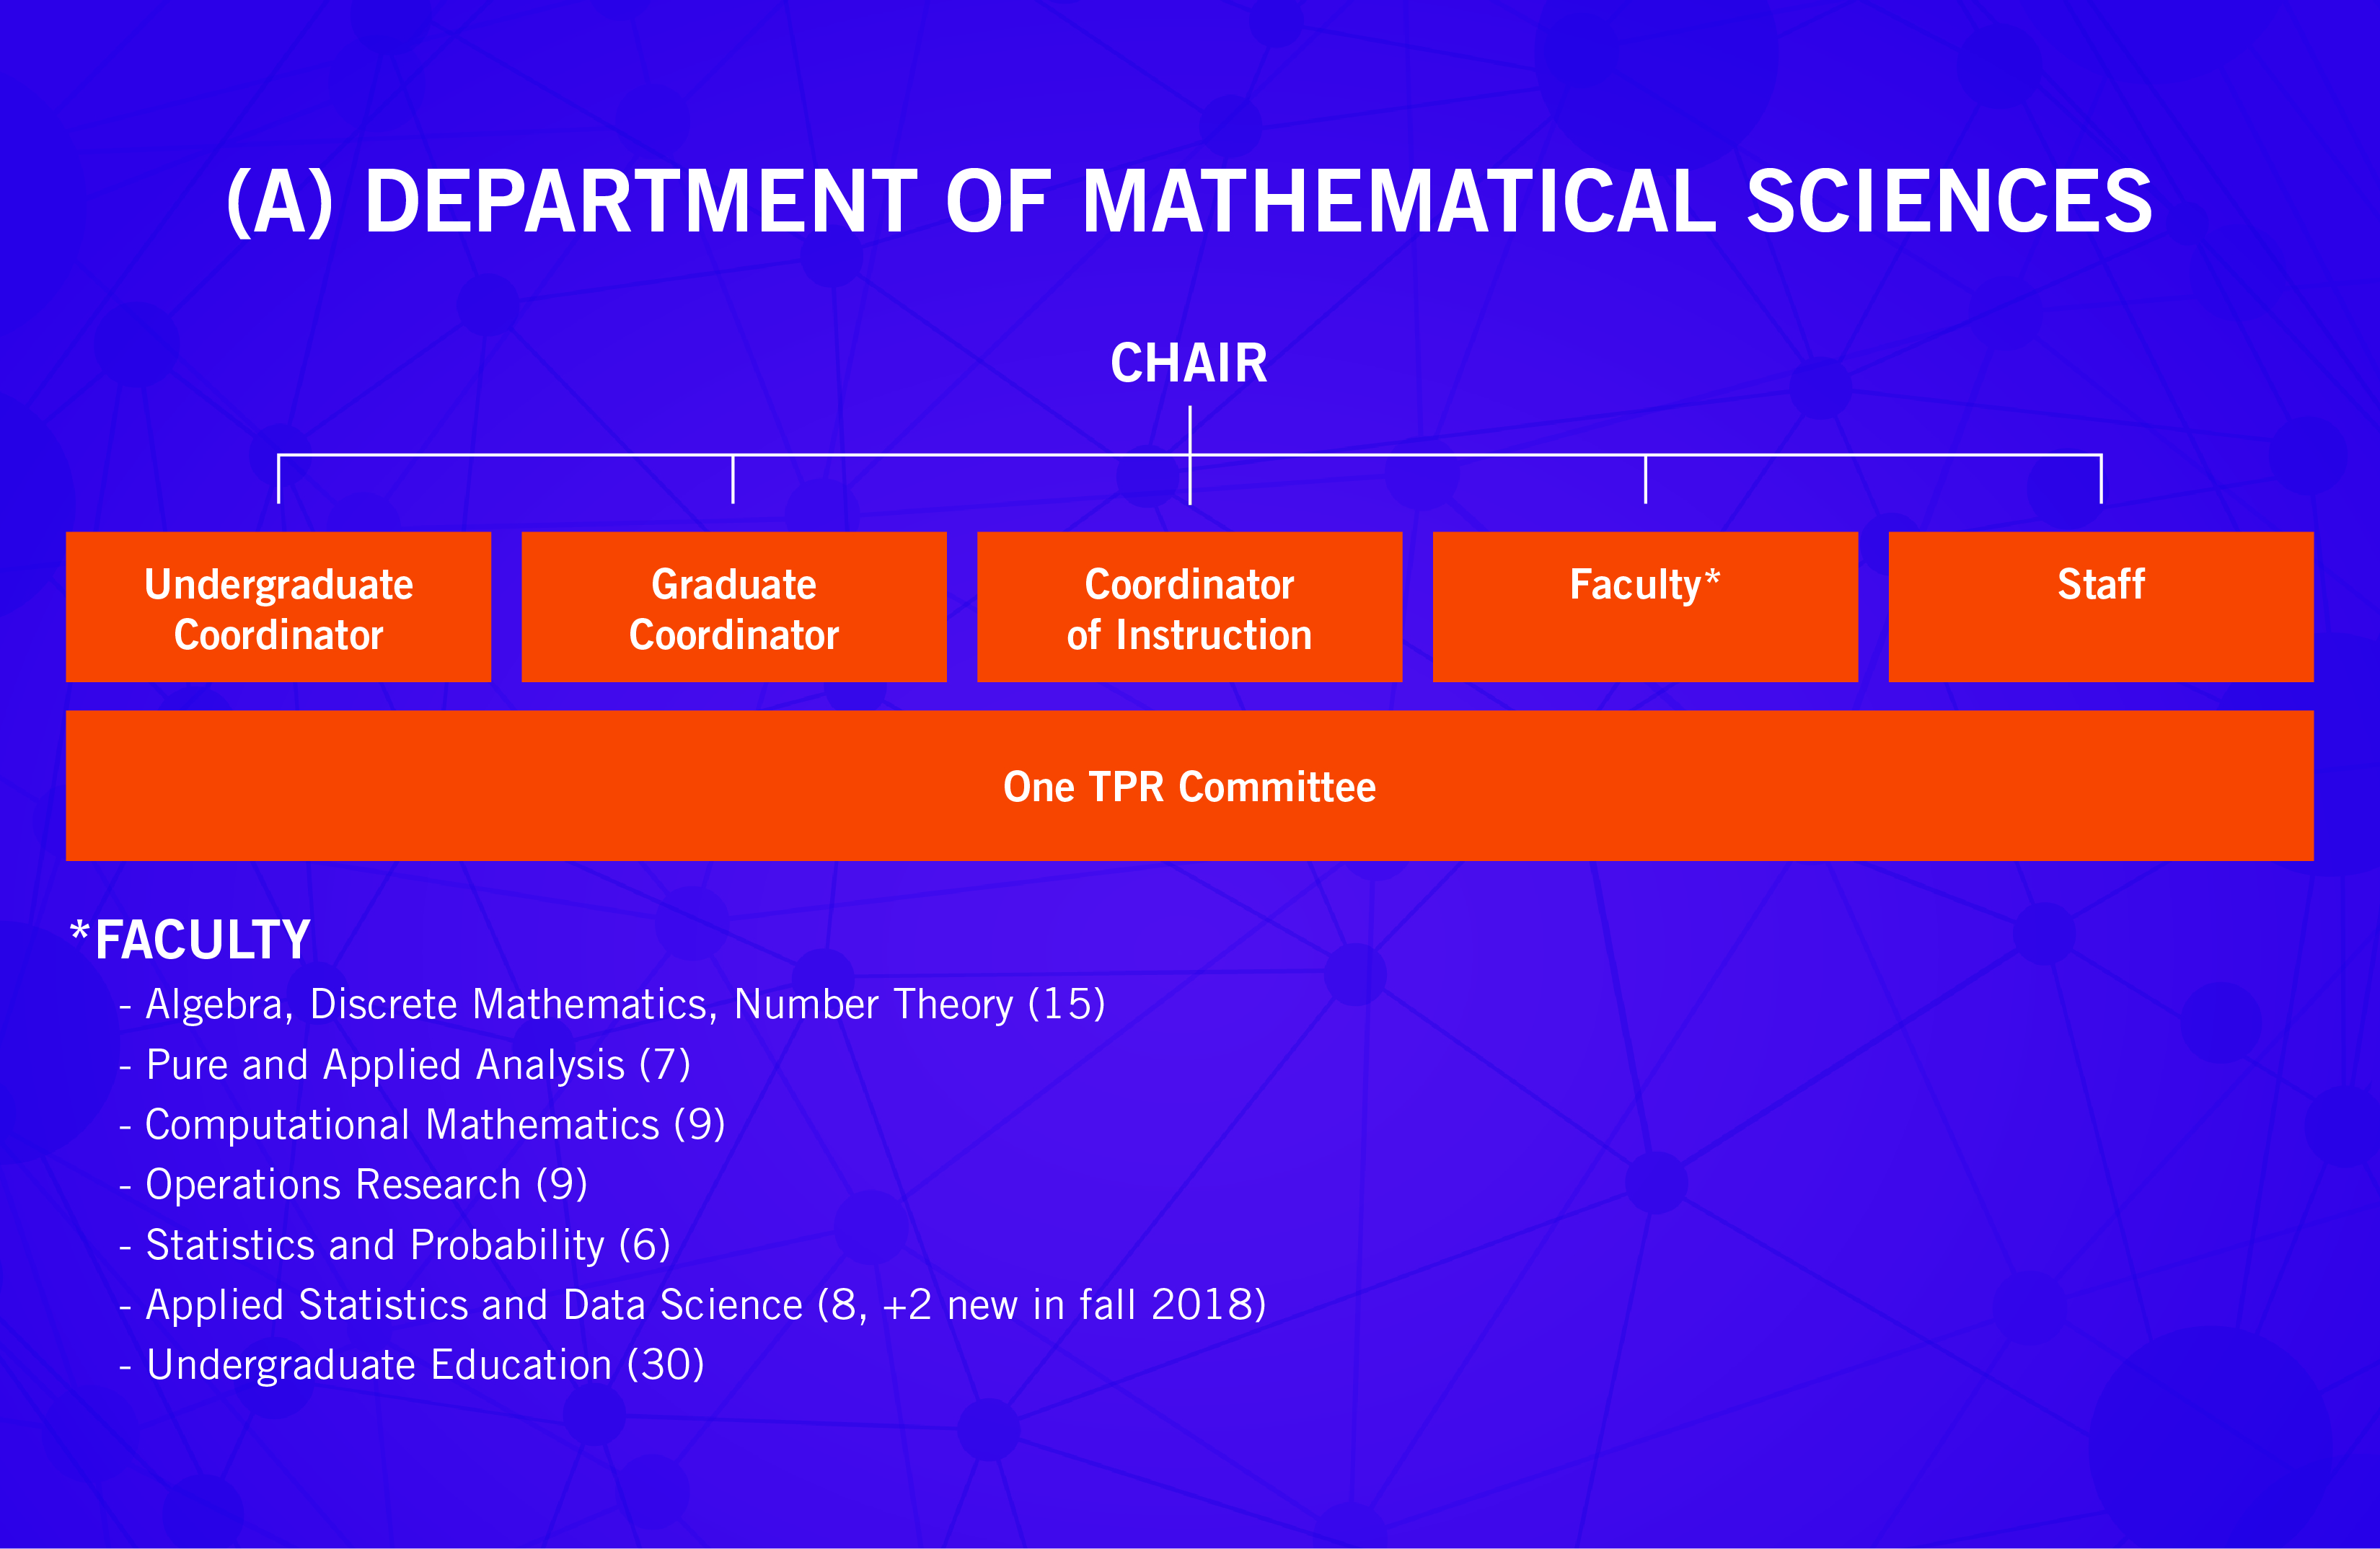 (A) DEPARTMENT OF MATHEMATICAL SCIENCES
CHAIR
Undergraduate
Coordinator
Graduate
Coordinator
Coordinator
of Instruction
Faculty*
Staff
One TPR Committee
*FACULTY
- Algebra, Discrete Mathematics, Number Theory (15)
- Pure and Applied Analysis (7)
- Computational Mathematics (9)
- Operations Research (9)
- Statistics and Probability (6)
- Applied Statistics and Data Science (8, +2 new in fall 2018)
- Undergraduate Education (30)